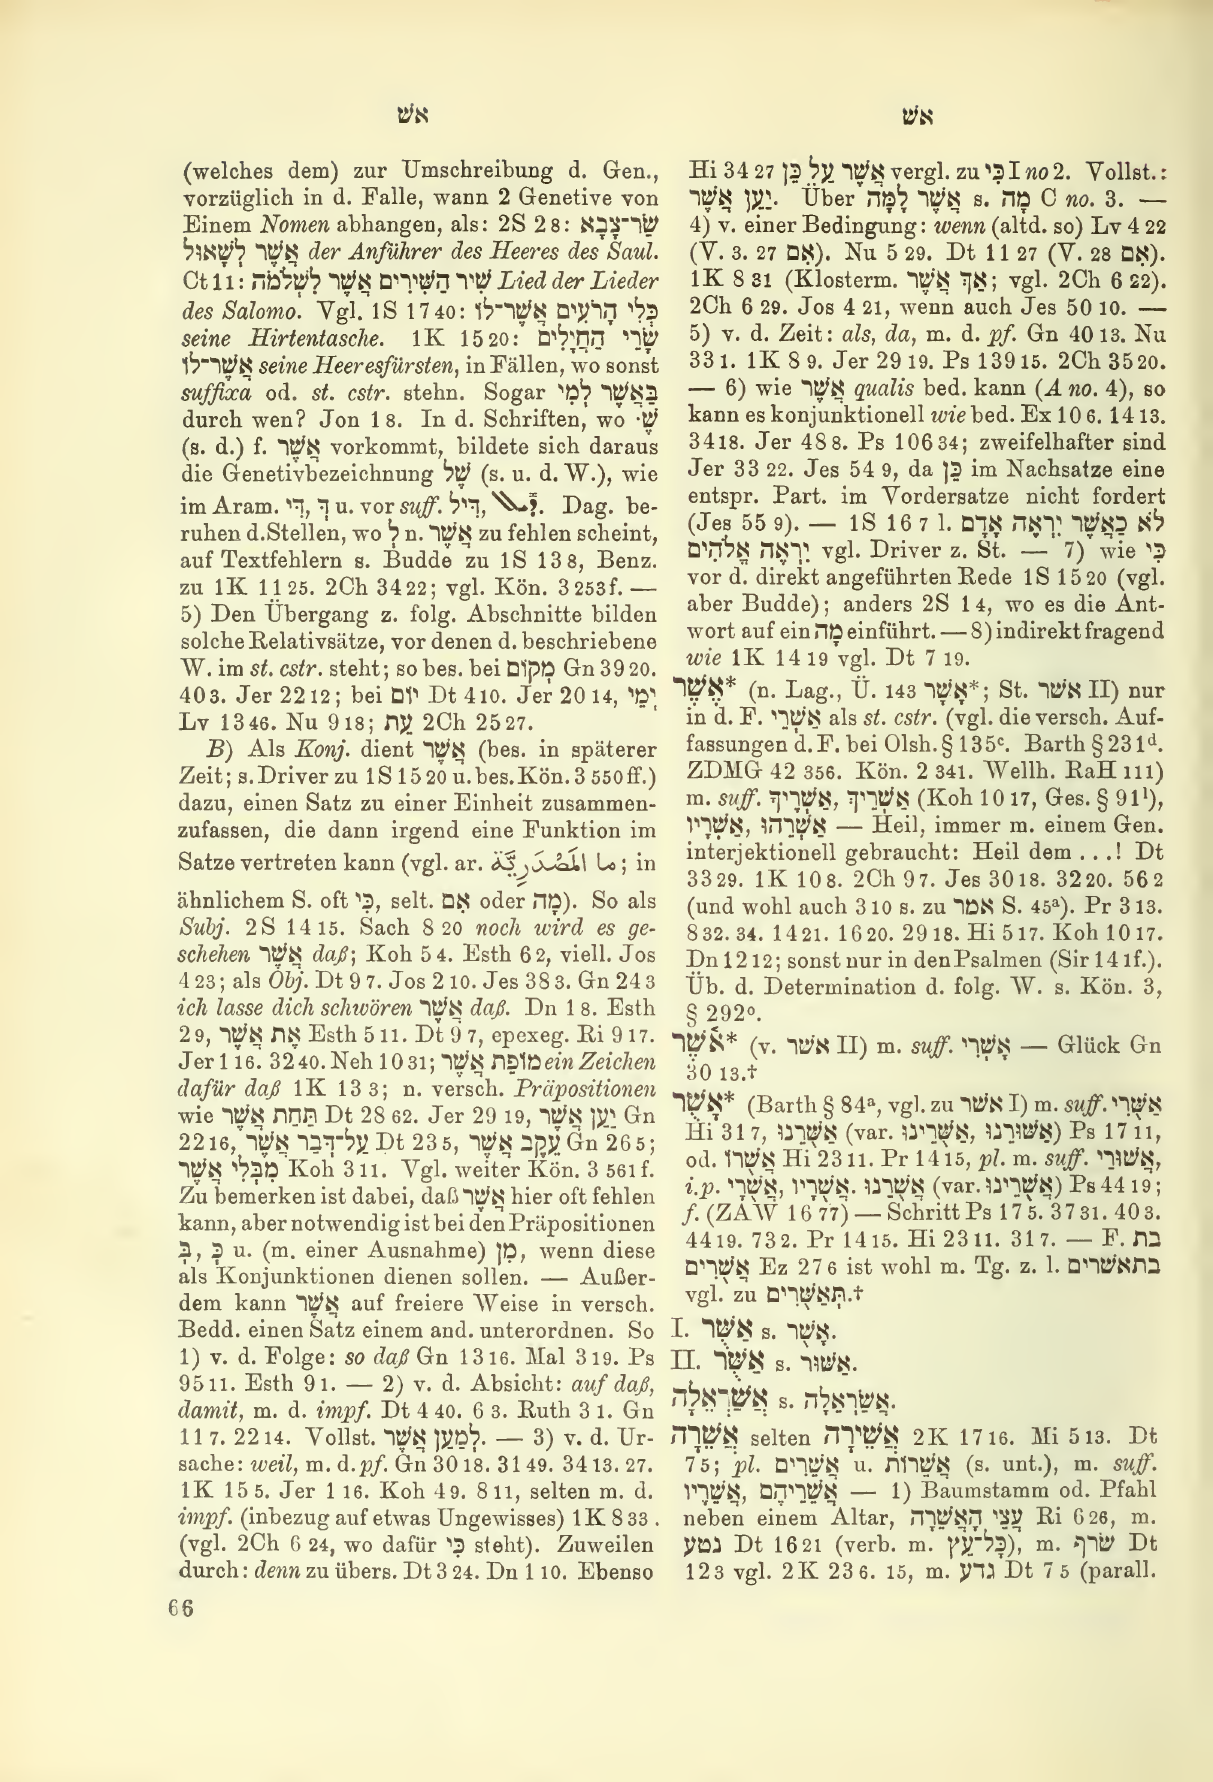 אשׁ
(welches dem) zur Umschreibung d. Gen.,
vorzüglich in d. Falle, wann 2 Genetive von
Einem Nomen abhangen, als: 2S 2 8: שַׂר־צָבָא
אֲשֶׁר לְשָׁאוּל der Anführer des Heeres des Saul.
Ct 1 1: שִׁיר הַשִּׁירִים אֲשֶׁר לִשְׁלֹמֹה Lied der Lieder
des Salomo. Vgl. 1S 17 40: כְּלִי הָרֹעִים אֲשֶׁר־לוֹ
seine Hirtentasche. 1K 15 20: שָׂרֵי הַחֲיָלִים
אֲשֶׁר־לוֹ seine Heeresfürsten, in Fällen, wo sonst
suffixa od. st. cstr. stehn. Sogar בַּאֲשֶׁר לְמִי
durch wen? Jon 1 8. In d. Schriften, wo שֶׁ·
(s. d.) f. אֲשֶׁר vorkommt, bildete sich daraus
die Genetivbezeichnung שֶׁל (s. u. d. W.), wie
im Aram. דִּי, דְּ u. vor suff. דִּיל, Dag. be-
ruhen d. Stellen, wo לְ n. אֲשֶׁר zu fehlen scheint,
auf Textfehlern s. Budde zu 1S 13 8, Benz.
zu 1K 11 25. 2Ch 34 22; vgl. Kön. 3 253 f. —
5) Den Übergang z. folg. Abschnitte bilden
solche Relativsätze, vor denen d. beschriebene
W. im st. cstr. steht; so bes. bei מְקוֹם Gn 39 20.
40 3. Jer 22 12; bei יוֹם Dt 4 10. Jer 20 14, יְמֵי
Lv 13 46. Nu 9 18; עֵת 2Ch 25 27.
B) Als Konj. dient אֲשֶׁר (bes. in späterer
Zeit; s. Driver zu 1S 15 20 u. bes. Kön. 3 550 ff.)
dazu, einen Satz zu einer Einheit zusammen-
zufassen, die dann irgend eine Funktion im
Satze vertreten kann (vgl. ar. ما المَصْدَرِيَّة; in
ähnlichem S. oft כִּי, selt. אִם oder מָה). So als
Subj. 2S 14 15. Sach 8 20 noch wird es ge-
schehen אֲשֶׁר daß; Koh 5 4. Esth 6 2, viell. Jos
4 23; als Obj. Dt 9 7. Jos 2 10. Jes 38 3. Gn 24 3
ich lasse dich schwören אֲשֶׁר daß. Dn 1 8. Esth
2 9, אֵת אֲשֶׁר Esth 5 11. Dt 9 7, epexeg. Ri 9 17.
Jer 1 16. 32 40. Neh 10 31; מוֹפֵת אֲשֶׁר ein Zeichen
dafür daß 1K 13 3; n. versch. Präpositionen
wie תַּחַת אֲשֶׁר Dt 28 62. Jer 29 19, יַעַן אֲשֶׁר Gn
22 16, עַל־דְּבַר אֲשֶׁר Dt 23 5, עֵקֶב אֲשֶׁר Gn 26 5;
מִבְּלִי אֲשֶׁר Koh 3 11. Vgl. weiter Kön. 3 561 f.
Zu bemerken ist dabei, daß אֲשֶׁר hier oft fehlen
kann, aber notwendig ist bei den Präpositionen
בְּ, כְּ u. (m. einer Ausnahme) מִן, wenn diese
als Konjunktionen dienen sollen. — Außer-
dem kann אֲשֶׁר auf freiere Weise in versch.
Bedd. einen Satz einem and. unterordnen. So
1) v. d. Folge: so daß Gn 13 16. Mal 3 19. Ps
95 11. Esth 9 1. — 2) v. d. Absicht: auf daß,
damit, m. d. impf. Dt 4 40. 6 3. Ruth 3 1. Gn
11 7. 22 14. Vollst. לְמַעַן אֲשֶׁר. — 3) v. d. Ur-
sache: weil, m. d. pf. Gn 30 18. 31 49. 34 13. 27.
1K 15 5. Jer 1 16. Koh 4 9. 8 11, selten m. d.
impf. (inbezug auf etwas Ungewisses) 1K 8 33.
(vgl. 2Ch 6 24, wo dafür כִּי steht). Zuweilen
durch: denn zu übers. Dt 3 24. Dn 1 10. Ebenso
66
אשׁ
Hi 34 27 אֲשֶׁר עַל כֵּן vergl. zu כִּי I no 2. Vollst.:
יַעַן אֲשֶׁר. Über אֲשֶׁר לָמָּה s. מָה C no. 3. —
4) v. einer Bedingung: wenn (altd. so) Lv 4 22
(V. 3. 27 אִם). Nu 5 29. Dt 11 27 (V. 28 אִם).
1K 8 31 (Klosterm. אַךְ אֲשֶׁר; vgl. 2Ch 6 22).
2Ch 6 29. Jos 4 21, wenn auch Jes 50 10. —
5) v. d. Zeit: als, da, m. d. pf. Gn 40 13. Nu
33 1. 1K 8 9. Jer 29 19. Ps 139 15. 2Ch 35 20.
— 6) wie אֲשֶׁר qualis bed. kann (A no. 4), so
kann es konjunktionell wie bed. Ex 10 6. 14 13.
34 18. Jer 48 8. Ps 106 34; zweifelhafter sind
Jer 33 22. Jes 54 9, da כֵּן im Nachsatze eine
entspr. Part. im Vordersatze nicht fordert
(Jes 55 9). — 1S 16 7 l. לֹא כַאֲשֶׁר יִרְאֶה אָדָם
יִרְאֶה אֱלֹהִים vgl. Driver z. St. — 7) wie כִּי
vor d. direkt angeführten Rede 1S 15 20 (vgl.
aber Budde); anders 2S 1 4, wo es die Ant-
wort auf ein מָה einführt. — 8) indirekt fragend
wie 1K 14 19 vgl. Dt 7 19.
אֶשֶׁר* (n. Lag., Ü. 143 אָשָׁר*; St. אשׁר II) nur
in d. F. אַשְׁרֵי als st. cstr. (vgl. die versch. Auf-
fassungen d. F. bei Olsh. § 135c. Barth § 231d.
ZDMG 42 356. Kön. 2 341. Wellh. RaH 111)
m. suff. אַשְׁרֶיךָ, אַשְׁרֵיךְ (Koh 10 17, Ges. § 91l),
אַשְׁרֵהוּ, אַשְׁרָיו — Heil, immer m. einem Gen.
interjektionell gebraucht: Heil dem ...! Dt
33 29. 1K 10 8. 2Ch 9 7. Jes 30 18. 32 20. 56 2
(und wohl auch 3 10 s. zu אמר S. 45a). Pr 3 13.
8 32. 34. 14 21. 16 20. 29 18. Hi 5 17. Koh 10 17.
Dn 12 12; sonst nur in den Psalmen (Sir 14 1 f.).
Üb. d. Determination d. folg. W. s. Kön. 3,
§ 292o.
אֹשֶׁר* (v. אשׁר II) m. suff. אָשְׁרִי — Glück Gn
30 13.†
אָשֻׁר* (Barth § 84a, vgl. zu אשׁר I) m. suff. אֲשֻׁרִי
Hi 31 7, אֲשֻׁרֵנוּ (var. אֲשֻׁרֵינוּ, אֲשׁוּרֵנוּ) Ps 17 11,
od. אֲשֻׁרוֹ Hi 23 11. Pr 14 15, pl. m. suff. אֲשׁוּרַי,
i.p. אֲשֻׁרָי, אֲשֻׁרָיו. אֲשֻׁרֵנוּ (var. אֲשֻׁרֵינוּ) Ps 44 19;
f. (ZAW 16 77) — Schritt Ps 17 5. 37 31. 40 3.
44 19. 73 2. Pr 14 15. Hi 23 11. 31 7. — F. בת
אֲשֻׁרִים Ez 27 6 ist wohl m. Tg. z. l. בתאשׁרים
vgl. zu תְּאַשּׁוּרִים.†
I. אַשֻּׁר s. אָשֻׁר.
II. אַשֻּׁר s. אַשּׁוּר.
אֲשַׂרְאֵלָה s. אֲשַׂרְאֵלָה.
אֲשֵׁרָה selten אֲשֵׁירָה 2K 17 16. Mi 5 13. Dt
7 5; pl. אֲשֵׁרִים u. אֲשֵׁרוֹת (s. unt.), m. suff.
אֲשֵׁרָיו, אֲשֵׁרֵיהֶם — 1) Baumstamm od. Pfahl
neben einem Altar, עֲצֵי הָאֲשֵׁרָה Ri 6 26, m.
נטע Dt 16 21 (verb. m. כָּל־עֵץ), m. שׂרף Dt
12 3 vgl. 2K 23 6. 15, m. גדע Dt 7 5 (parall.